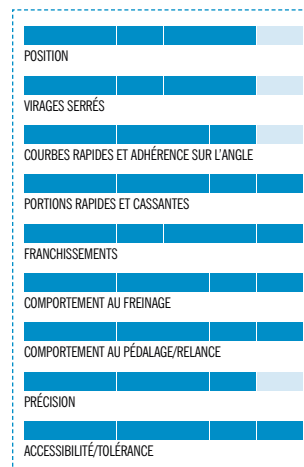 POSITION
VIRAGES SERRÉS
COURBES RAPIDES ET ADHÉRENCE SUR L'ANGLE
PORTIONS RAPIDES ET CASSANTES
FRANCHISSEMENTS
COMPORTEMENT AU FREINAGE
COMPORTEMENT AU PÉDALAGE/RELANCE
PRÉCISION
ACCESSIBILITÉ/TOLÉRANCE